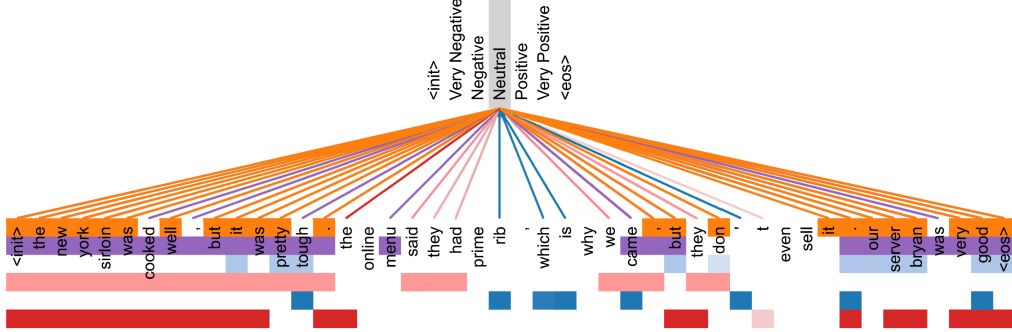 <init>
Very Negative
Negative
Neutral
Positive
Very Positive
<eos>
<init> the new york sirloin was cooked well , but it was pretty tough . the online menu said they had prime rib , which is why we came , but they don ' t even sell it . our server bryan was very good <eos>